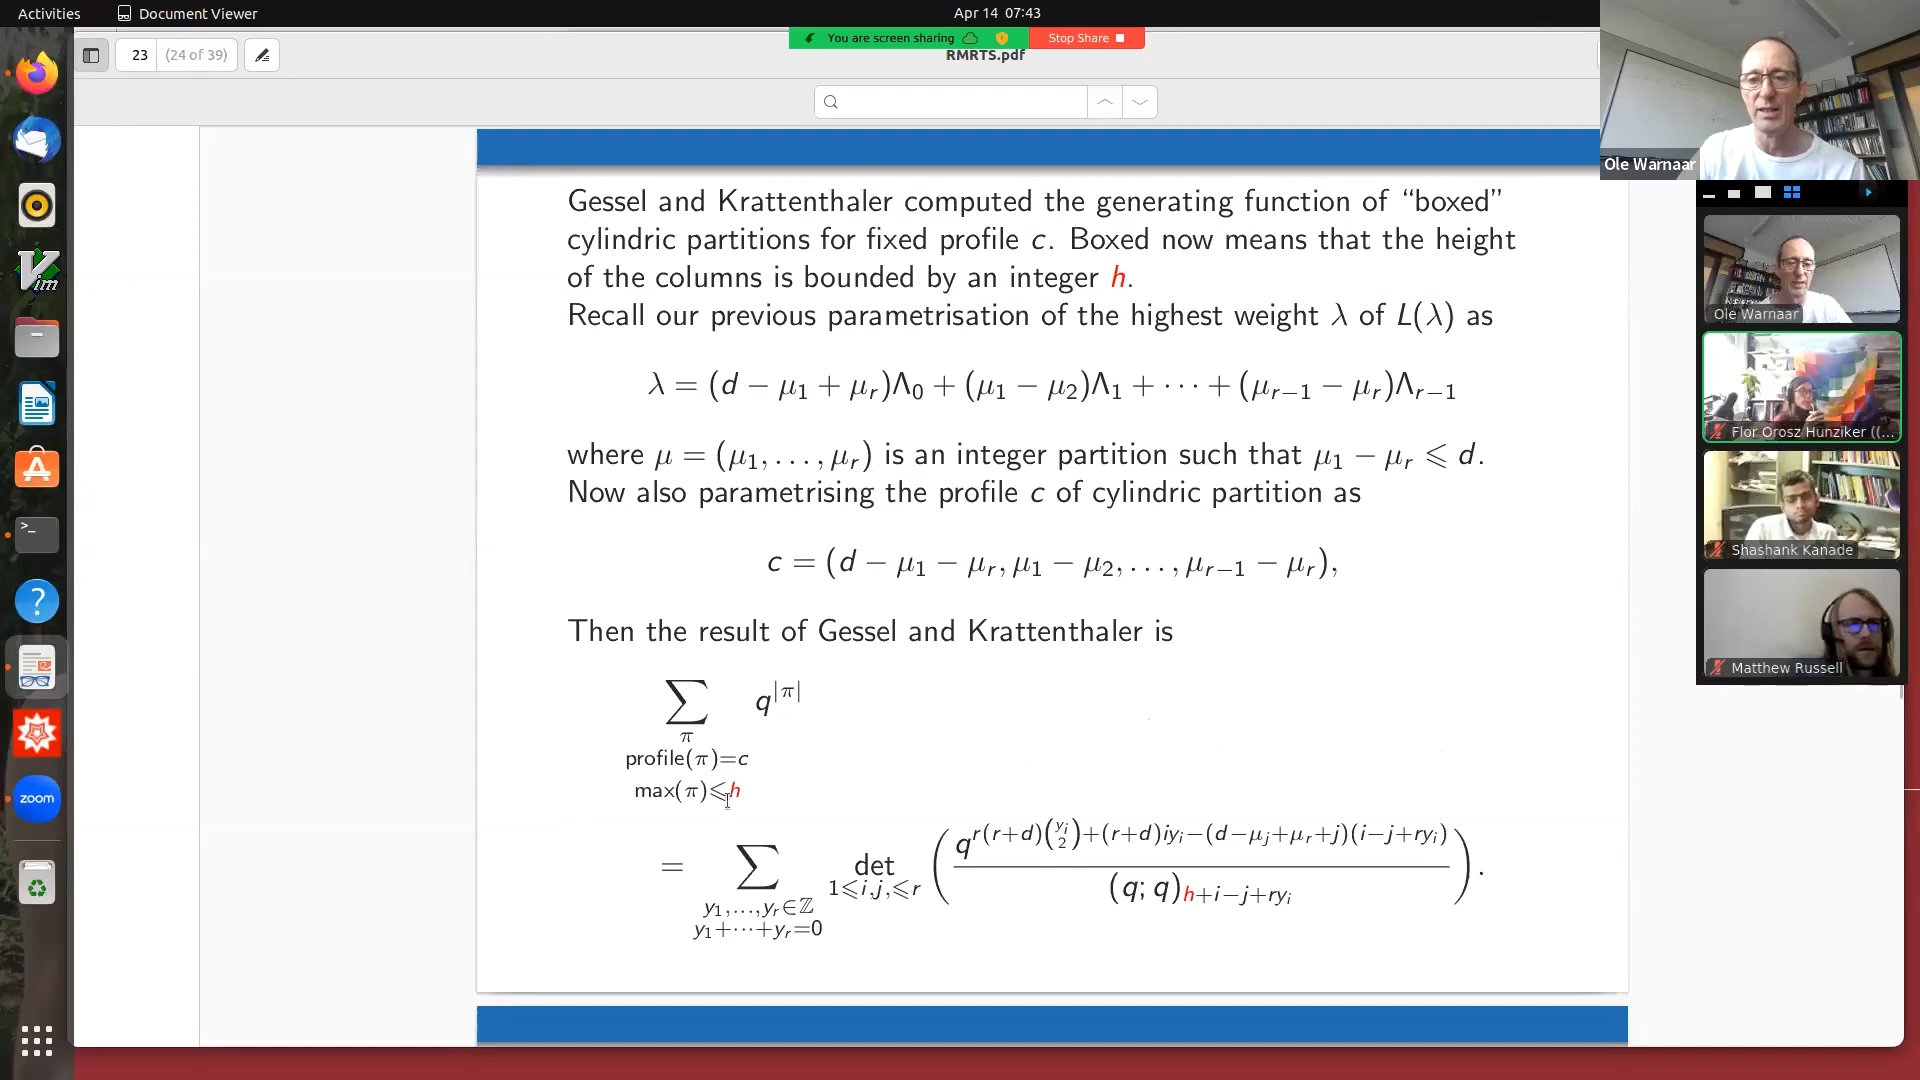 Activities
Document Viewer
Apr 14 07:43
You are screen sharing
Stop Share
23
(24 of 39)
RMRTS.pdf
Ole Warnaar
Gessel and Krattenthaler computed the generating function of “boxed”
cylindric partitions for fixed profile c. Boxed now means that the height
of the columns is bounded by an integer h.
Recall our previous parametrisation of the highest weight λ of L(λ) as
λ = (d − μ₁ + μᵣ)Λ₀ + (μ₁ − μ₂)Λ₁ + ··· + (μᵣ₋₁ − μᵣ)Λᵣ₋₁
where μ = (μ₁, . . . , μᵣ) is an integer partition such that μ₁ − μᵣ ⩽ d.
Now also parametrising the profile c of cylindric partition as
c = (d − μ₁ − μᵣ, μ₁ − μ₂, . . . , μᵣ₋₁ − μᵣ),
Then the result of Gessel and Krattenthaler is
∑ q^{|π|}
π
profile(π)=c
max(π)⩽h
= ∑ det ( q^{r(r+d)\binom{y_i}{2}+(r+d)iy_i−(d−μ_j+μ_r+j)(i−j+ry_i)} / (q; q)_{h+i−j+ry_i} ).
1⩽i,j,⩽r
y₁,...,yᵣ∈ℤ
y₁+···+yᵣ=0
Ole Warnaar
Flor Orosz Hunziker ((...
Shashank Kanade
Matthew Russell
Vim
>_
?
zoom